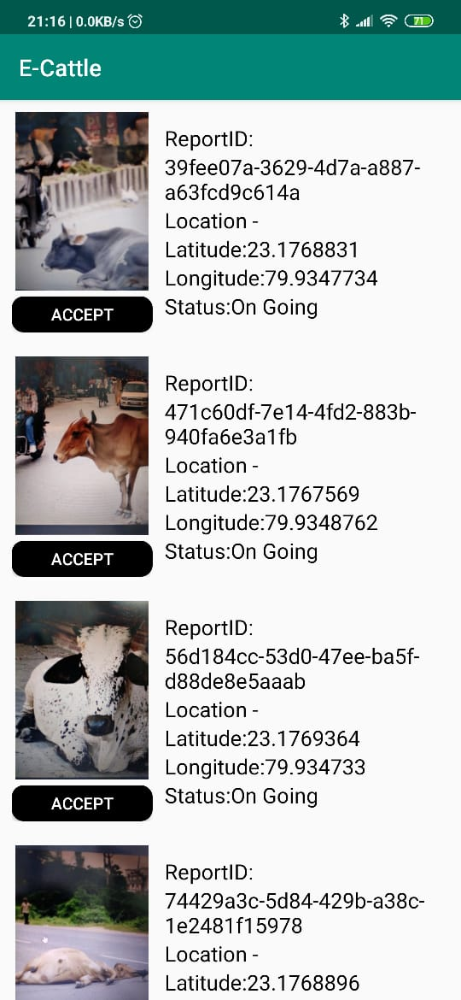 21:16 | 0.0KB/s
71
E-Cattle
ReportID:
39fee07a-3629-4d7a-a887-
a63fcd9c614a
Location -
Latitude:23.1768831
Longitude:79.9347734
Status:On Going
ACCEPT
ReportID:
471c60df-7e14-4fd2-883b-
940fa6e3a1fb
Location -
Latitude:23.1767569
Longitude:79.9348762
Status:On Going
ACCEPT
ReportID:
56d184cc-53d0-47ee-ba5f-
d88de8e5aaab
Location -
Latitude:23.1769364
Longitude:79.934733
Status:On Going
ACCEPT
ReportID:
74429a3c-5d84-429b-a38c-
1e2481f15978
Location -
Latitude:23.1768896